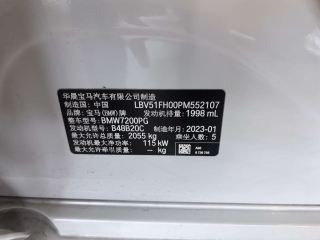 华晨宝马汽车有限公司制造
制造国：中国 LBV51FH00PM552107
品牌：宝马(BMW)牌 发动机排量：1998 mL
整车型号：BMW7200PG
发动机型号：B48B20C 制造年月：2023-01
最大允许总质量：2055 kg 乘坐人数：5
发动机最大净功率：115 kW
最大允许牵引质量：-- kg